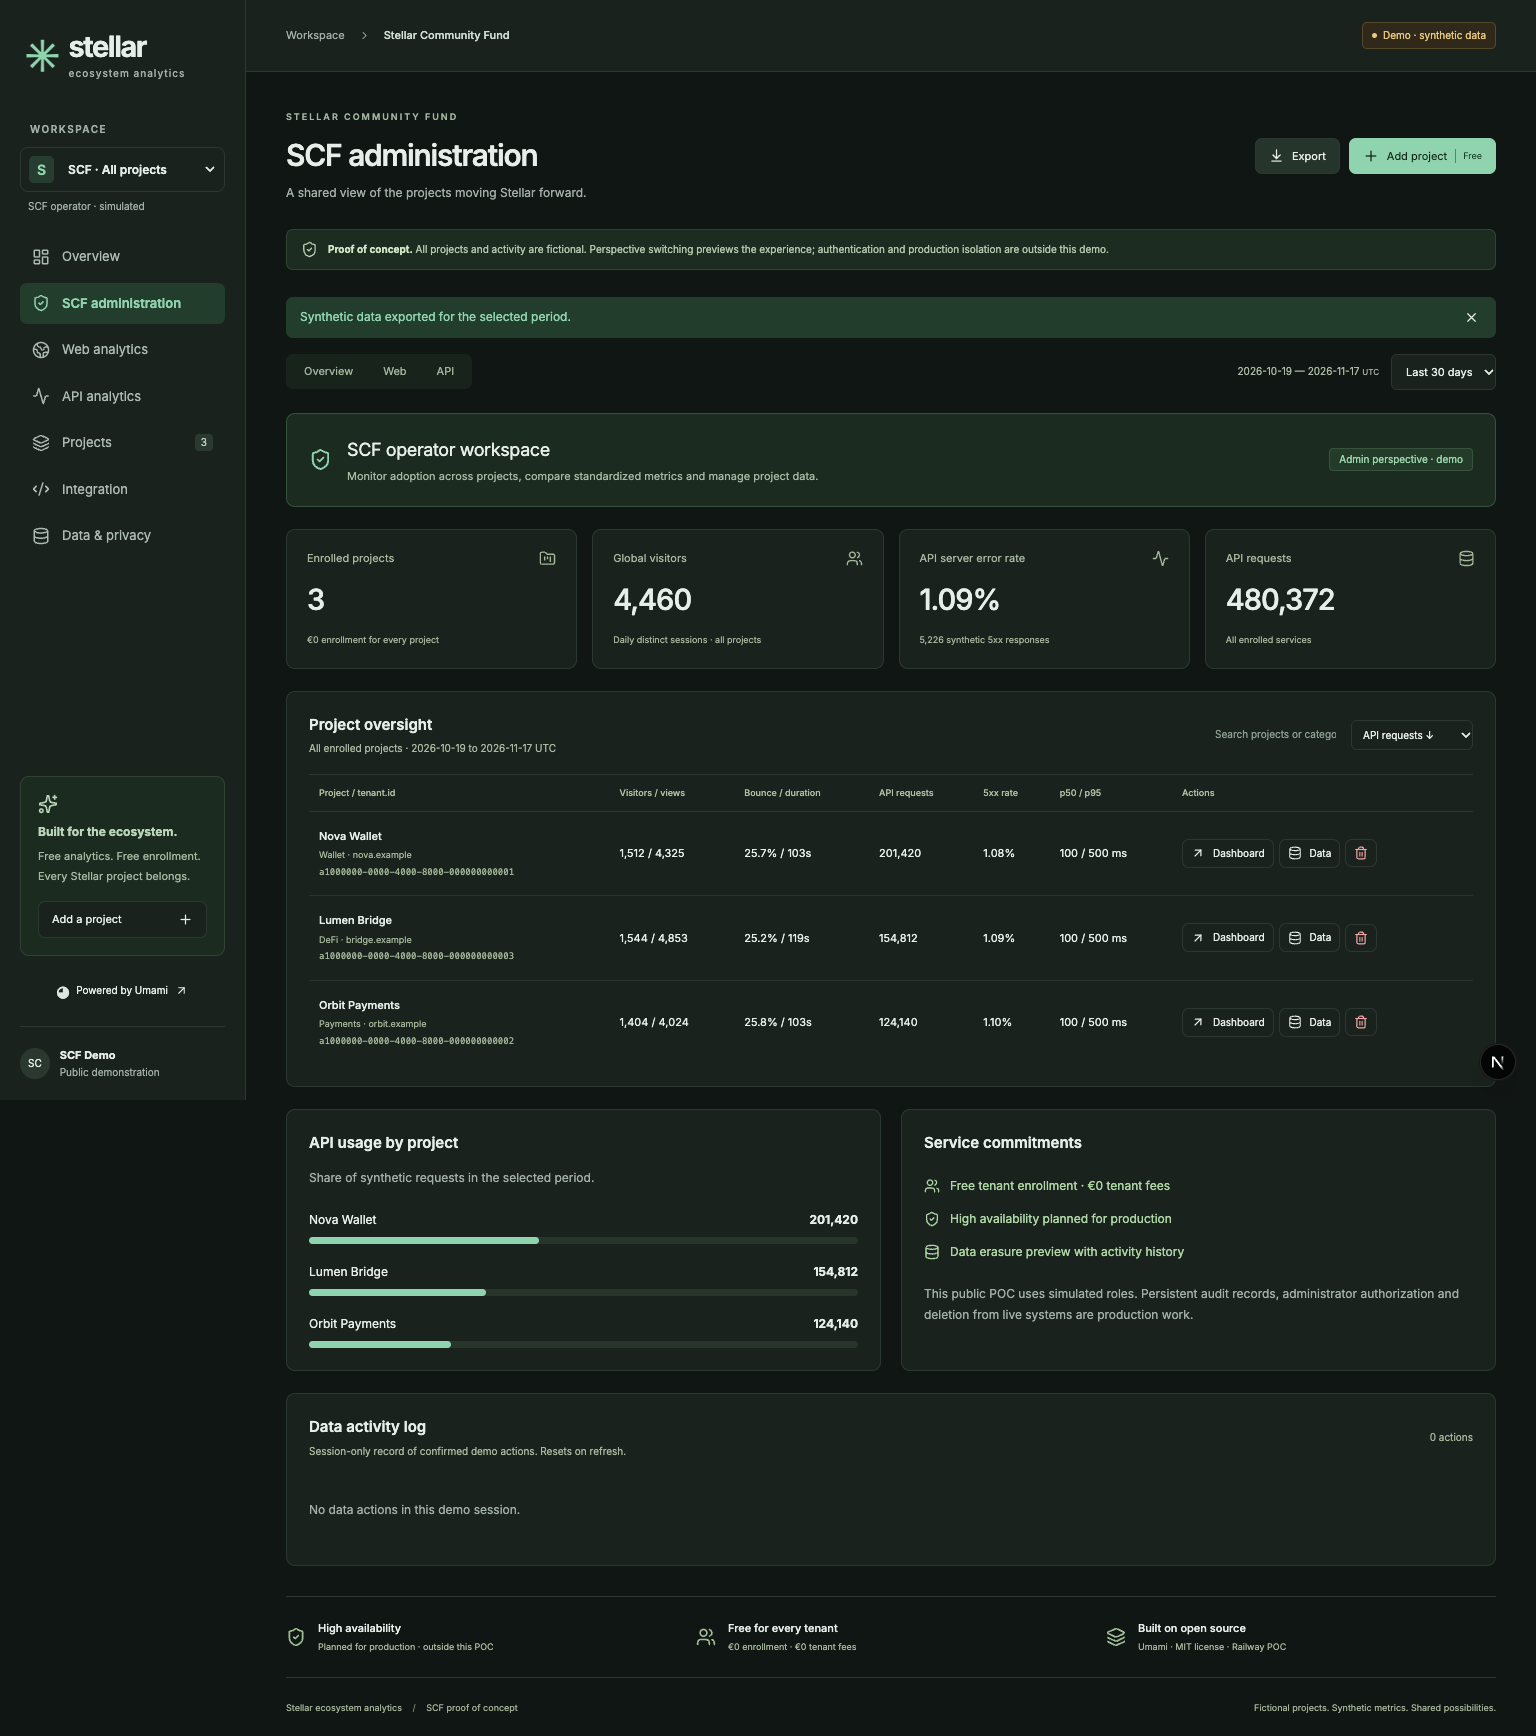 stellar
ecosystem analytics
WORKSPACE
S
SCF · All projects
SCF operator · simulated
Overview
SCF administration
Web analytics
API analytics
Projects
3
Integration
Data & privacy
Built for the ecosystem.
Free analytics. Free enrollment.
Every Stellar project belongs.
Add a project
Powered by Umami
SC
SCF Demo
Public demonstration
Workspace
Stellar Community Fund
Demo · synthetic data
STELLAR COMMUNITY FUND
SCF administration
A shared view of the projects moving Stellar forward.
Export
Add project
Free
Proof of concept. All projects and activity are fictional. Perspective switching previews the experience; authentication and production isolation are outside this demo.
Synthetic data exported for the selected period.
Overview
Web
API
2026-10-19 — 2026-11-17 UTC
Last 30 days
SCF operator workspace
Monitor adoption across projects, compare standardized metrics and manage project data.
Admin perspective · demo
Enrolled projects
3
€0 enrollment for every project
Global visitors
4,460
Daily distinct sessions · all projects
API server error rate
1.09%
5,226 synthetic 5xx responses
API requests
480,372
All enrolled services
Project oversight
All enrolled projects · 2026-10-19 to 2026-11-17 UTC
Search projects or catego
API requests ↓
Project / tenant.id Visitors / views Bounce / duration API requests 5xx rate p50 / p95 Actions
Nova Wallet
Wallet · nova.example
a1000000-0000-4000-8000-000000000001
1,512 / 4,325 25.7% / 103s 201,420 1.08% 100 / 500 ms Dashboard Data
Lumen Bridge
DeFi · bridge.example
a1000000-0000-4000-8000-000000000003
1,544 / 4,853 25.2% / 119s 154,812 1.09% 100 / 500 ms Dashboard Data
Orbit Payments
Payments · orbit.example
a1000000-0000-4000-8000-000000000002
1,404 / 4,024 25.8% / 103s 124,140 1.10% 100 / 500 ms Dashboard Data
N
API usage by project
Share of synthetic requests in the selected period.
Nova Wallet 201,420
Lumen Bridge 154,812
Orbit Payments 124,140
Service commitments
Free tenant enrollment · €0 tenant fees
High availability planned for production
Data erasure preview with activity history
This public POC uses simulated roles. Persistent audit records, administrator authorization and
deletion from live systems are production work.
Data activity log
Session-only record of confirmed demo actions. Resets on refresh.
0 actions
No data actions in this demo session.
High availability
Planned for production · outside this POC
Free for every tenant
€0 enrollment · €0 tenant fees
Built on open source
Umami · MIT license · Railway POC
Stellar ecosystem analytics / SCF proof of concept
Fictional projects. Synthetic metrics. Shared possibilities.